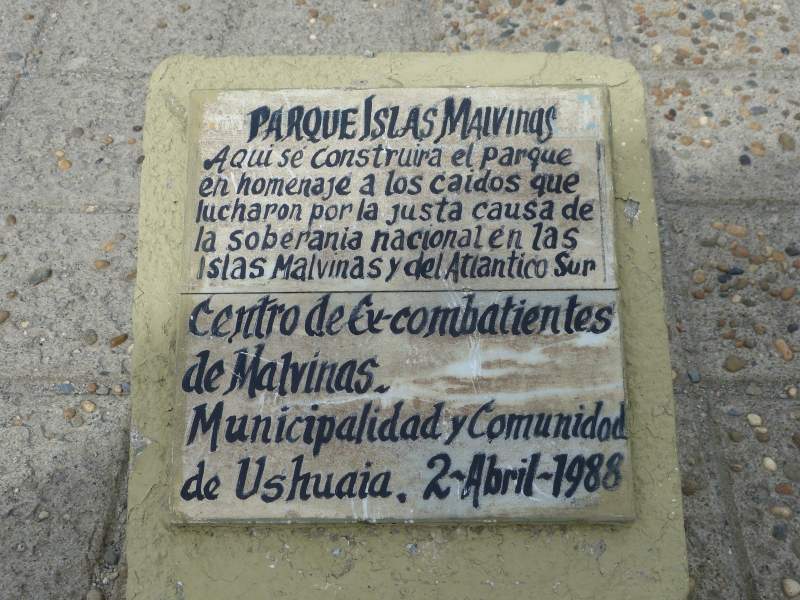 PARQUE ISLAS MALVINAS
Aqui se construira el parque
en homenaje a los caidos que
lucharon por la justa causa de
la soberania nacional en las
Islas Malvinas y del Atlantico Sur
Centro de Ex-combatientes
de Malvinas.
Municipalidad y Comunidad
de Ushuaia. 2-Abril-1988